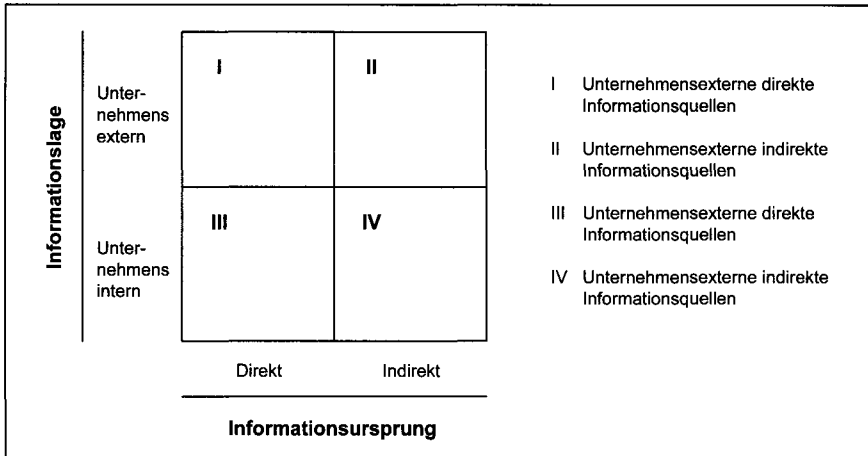 Informationslage
Unter-
nehmens
extern
Unter-
nehmens
intern
I
II
III
IV
Direkt
Indirekt
Informationsursprung
I Unternehmensexterne direkte
Informationsquellen
II Unternehmensexterne indirekte
Informationsquellen
III Unternehmensexterne direkte
Informationsquellen
IV Unternehmensexterne indirekte
Informationsquellen